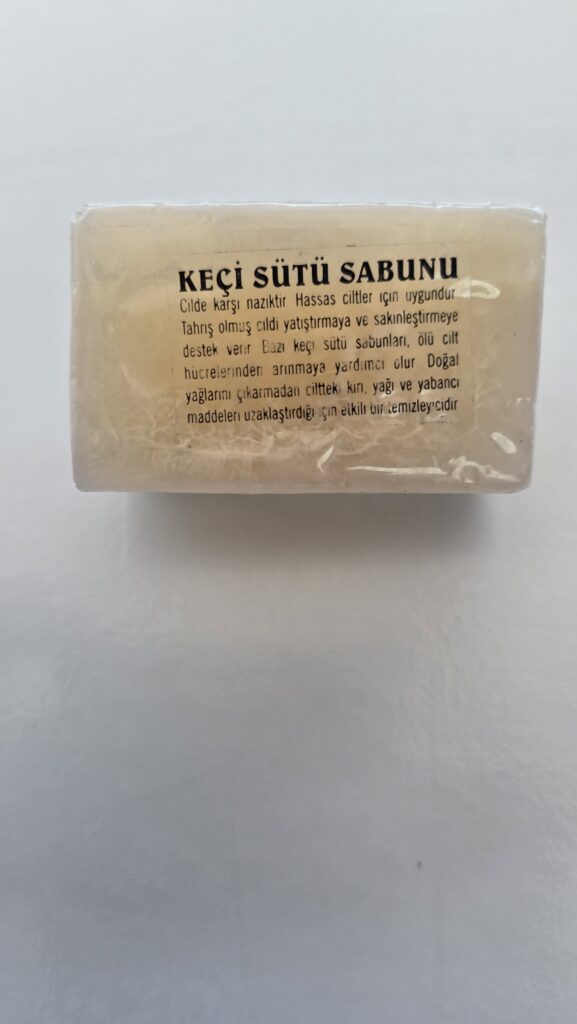 KEÇİ SÜTÜ SABUNU
Cilde karşı naziktir Hassas ciltler için uygundur
Tahriş olmuş cildi yatıştırmaya ve sakinleştirmeye
destek verir Bazı keçi sütü sabunları, ölü cilt
hücrelerinden arınmaya yardımcı olur Doğal
yağlarını çıkarmadan ciltteki kiri, yağı ve yabancı
maddeleri uzaklaştırdığı için etkili bir temizleyicidir